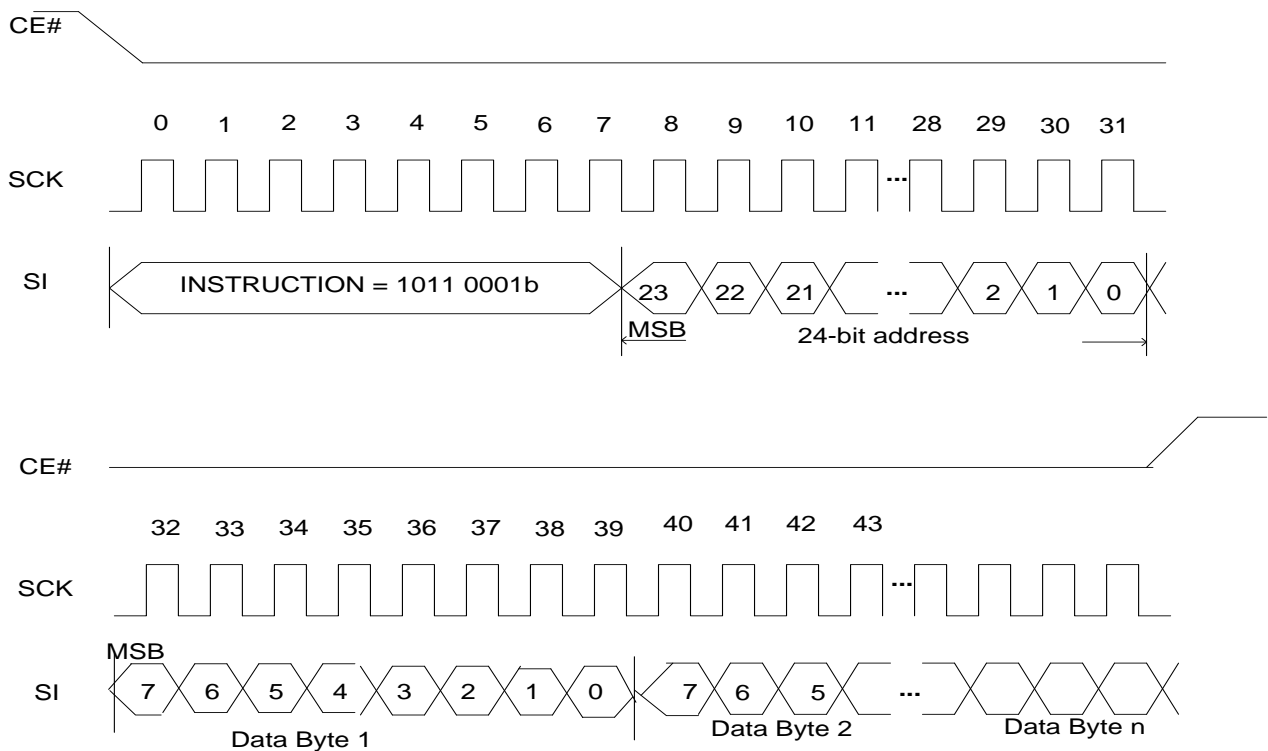 CE#
0 1 2 3 4 5 6 7 8 9 10 11 28 29 30 31
SCK ...
SI INSTRUCTION = 1011 0001b 23 22 21 ... 2 1 0
MSB 24-bit address
CE#
32 33 34 35 36 37 38 39 40 41 42 43
SCK ...
MSB
SI 7 6 5 4 3 2 1 0 7 6 5 ...
Data Byte 1 Data Byte 2 Data Byte n